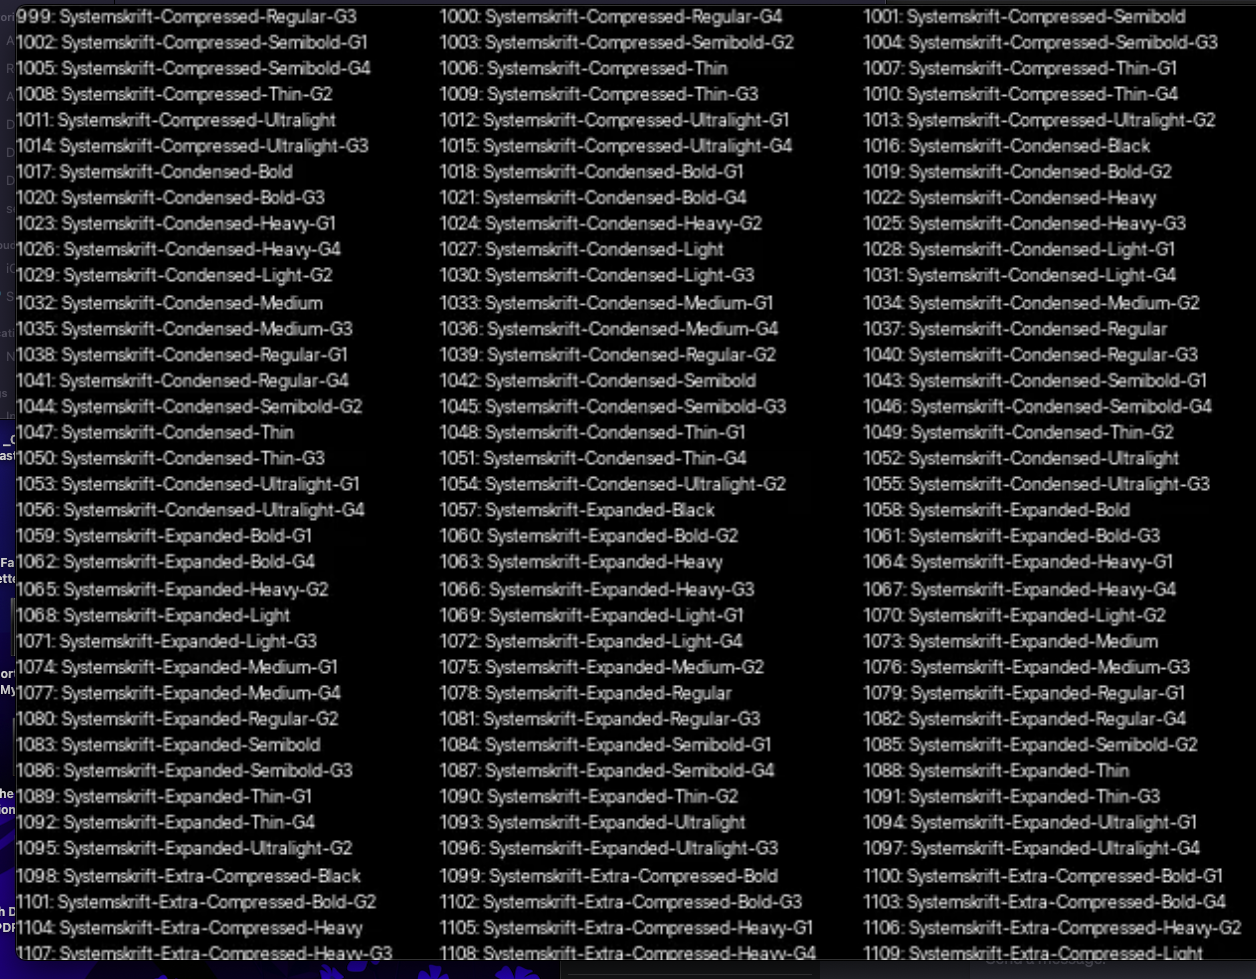 999: Systemskrift-Compressed-Regular-G3 1000: Systemskrift-Compressed-Regular-G4 1001: Systemskrift-Compressed-Semibold
1002: Systemskrift-Compressed-Semibold-G1 1003: Systemskrift-Compressed-Semibold-G2 1004: Systemskrift-Compressed-Semibold-G3
1005: Systemskrift-Compressed-Semibold-G4 1006: Systemskrift-Compressed-Thin 1007: Systemskrift-Compressed-Thin-G1
1008: Systemskrift-Compressed-Thin-G2 1009: Systemskrift-Compressed-Thin-G3 1010: Systemskrift-Compressed-Thin-G4
1011: Systemskrift-Compressed-Ultralight 1012: Systemskrift-Compressed-Ultralight-G1 1013: Systemskrift-Compressed-Ultralight-G2
1014: Systemskrift-Compressed-Ultralight-G3 1015: Systemskrift-Compressed-Ultralight-G4 1016: Systemskrift-Condensed-Black
1017: Systemskrift-Condensed-Bold 1018: Systemskrift-Condensed-Bold-G1 1019: Systemskrift-Condensed-Bold-G2
1020: Systemskrift-Condensed-Bold-G3 1021: Systemskrift-Condensed-Bold-G4 1022: Systemskrift-Condensed-Heavy
1023: Systemskrift-Condensed-Heavy-G1 1024: Systemskrift-Condensed-Heavy-G2 1025: Systemskrift-Condensed-Heavy-G3
1026: Systemskrift-Condensed-Heavy-G4 1027: Systemskrift-Condensed-Light 1028: Systemskrift-Condensed-Light-G1
1029: Systemskrift-Condensed-Light-G2 1030: Systemskrift-Condensed-Light-G3 1031: Systemskrift-Condensed-Light-G4
1032: Systemskrift-Condensed-Medium 1033: Systemskrift-Condensed-Medium-G1 1034: Systemskrift-Condensed-Medium-G2
1035: Systemskrift-Condensed-Medium-G3 1036: Systemskrift-Condensed-Medium-G4 1037: Systemskrift-Condensed-Regular
1038: Systemskrift-Condensed-Regular-G1 1039: Systemskrift-Condensed-Regular-G2 1040: Systemskrift-Condensed-Regular-G3
1041: Systemskrift-Condensed-Regular-G4 1042: Systemskrift-Condensed-Semibold 1043: Systemskrift-Condensed-Semibold-G1
1044: Systemskrift-Condensed-Semibold-G2 1045: Systemskrift-Condensed-Semibold-G3 1046: Systemskrift-Condensed-Semibold-G4
1047: Systemskrift-Condensed-Thin 1048: Systemskrift-Condensed-Thin-G1 1049: Systemskrift-Condensed-Thin-G2
1050: Systemskrift-Condensed-Thin-G3 1051: Systemskrift-Condensed-Thin-G4 1052: Systemskrift-Condensed-Ultralight
1053: Systemskrift-Condensed-Ultralight-G1 1054: Systemskrift-Condensed-Ultralight-G2 1055: Systemskrift-Condensed-Ultralight-G3
1056: Systemskrift-Condensed-Ultralight-G4 1057: Systemskrift-Expanded-Black 1058: Systemskrift-Expanded-Bold
1059: Systemskrift-Expanded-Bold-G1 1060: Systemskrift-Expanded-Bold-G2 1061: Systemskrift-Expanded-Bold-G3
1062: Systemskrift-Expanded-Bold-G4 1063: Systemskrift-Expanded-Heavy 1064: Systemskrift-Expanded-Heavy-G1
1065: Systemskrift-Expanded-Heavy-G2 1066: Systemskrift-Expanded-Heavy-G3 1067: Systemskrift-Expanded-Heavy-G4
1068: Systemskrift-Expanded-Light 1069: Systemskrift-Expanded-Light-G1 1070: Systemskrift-Expanded-Light-G2
1071: Systemskrift-Expanded-Light-G3 1072: Systemskrift-Expanded-Light-G4 1073: Systemskrift-Expanded-Medium
1074: Systemskrift-Expanded-Medium-G1 1075: Systemskrift-Expanded-Medium-G2 1076: Systemskrift-Expanded-Medium-G3
1077: Systemskrift-Expanded-Medium-G4 1078: Systemskrift-Expanded-Regular 1079: Systemskrift-Expanded-Regular-G1
1080: Systemskrift-Expanded-Regular-G2 1081: Systemskrift-Expanded-Regular-G3 1082: Systemskrift-Expanded-Regular-G4
1083: Systemskrift-Expanded-Semibold 1084: Systemskrift-Expanded-Semibold-G1 1085: Systemskrift-Expanded-Semibold-G2
1086: Systemskrift-Expanded-Semibold-G3 1087: Systemskrift-Expanded-Semibold-G4 1088: Systemskrift-Expanded-Thin
1089: Systemskrift-Expanded-Thin-G1 1090: Systemskrift-Expanded-Thin-G2 1091: Systemskrift-Expanded-Thin-G3
1092: Systemskrift-Expanded-Thin-G4 1093: Systemskrift-Expanded-Ultralight 1094: Systemskrift-Expanded-Ultralight-G1
1095: Systemskrift-Expanded-Ultralight-G2 1096: Systemskrift-Expanded-Ultralight-G3 1097: Systemskrift-Expanded-Ultralight-G4
1098: Systemskrift-Extra-Compressed-Black 1099: Systemskrift-Extra-Compressed-Bold 1100: Systemskrift-Extra-Compressed-Bold-G1
1101: Systemskrift-Extra-Compressed-Bold-G2 1102: Systemskrift-Extra-Compressed-Bold-G3 1103: Systemskrift-Extra-Compressed-Bold-G4
1104: Systemskrift-Extra-Compressed-Heavy 1105: Systemskrift-Extra-Compressed-Heavy-G1 1106: Systemskrift-Extra-Compressed-Heavy-G2
1107: Systemskrift-Extra-Compressed-Heavy-G3 1108: Systemskrift-Extra-Compressed-Heavy-G4 1109: Systemskrift-Extra-Compressed-Light